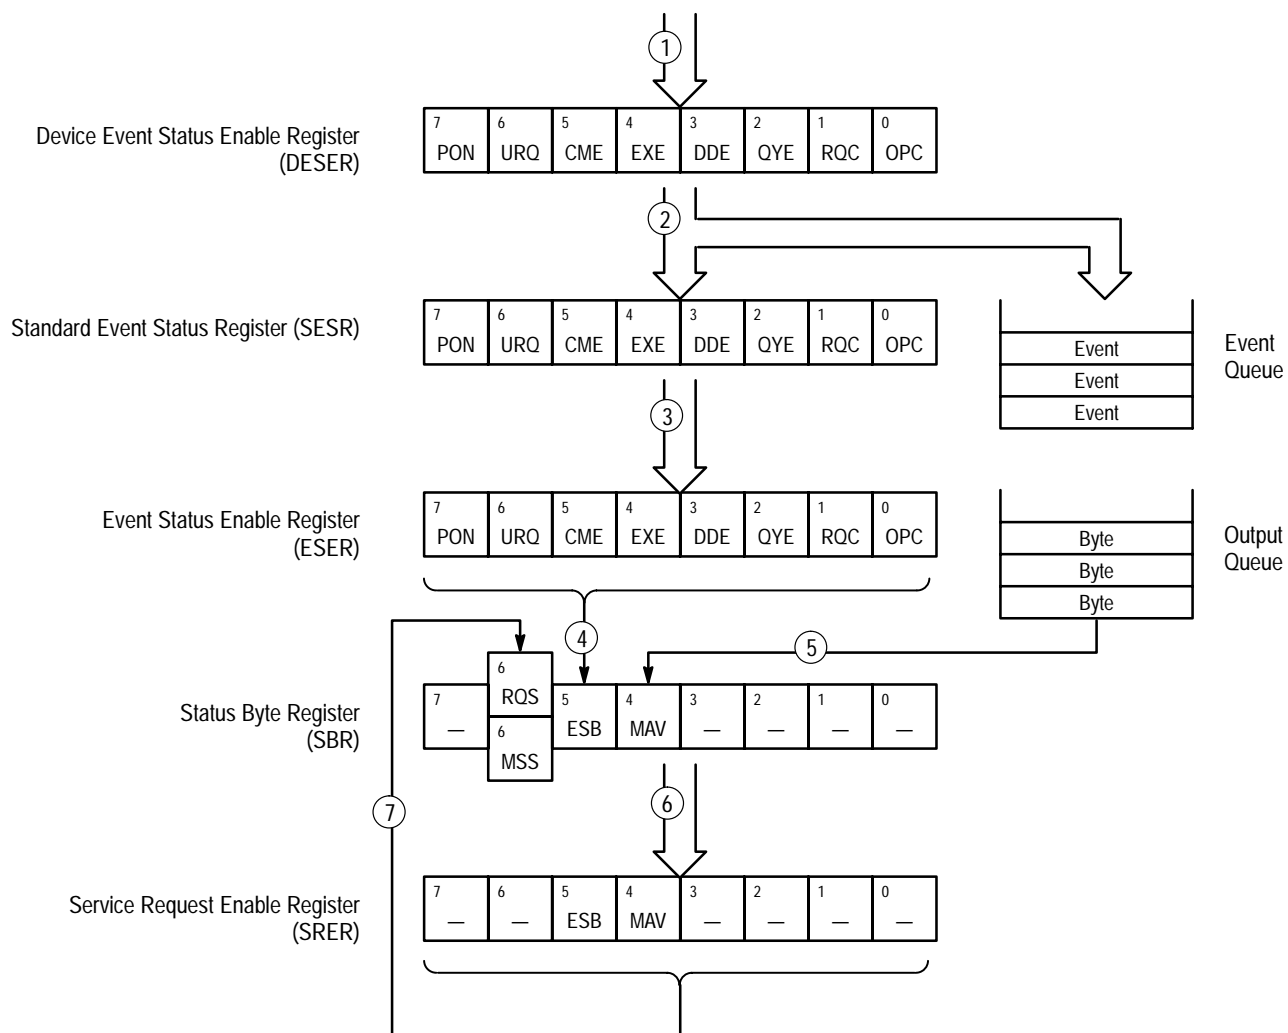 1
Device Event Status Enable Register
(DESER)
7 6 5 4 3 2 1 0
PON URQ CME EXE DDE QYE RQC OPC
2
Standard Event Status Register (SESR)
7 6 5 4 3 2 1 0
PON URQ CME EXE DDE QYE RQC OPC
Event
Event
Event
Event
Queue
3
Event Status Enable Register
(ESER)
7 6 5 4 3 2 1 0
PON URQ CME EXE DDE QYE RQC OPC
Byte
Byte
Byte
Output
Queue
4
5
Status Byte Register
(SBR)
6
RQS
7 5 4 3 2 1 0
— ESB MAV — — — —
6
MSS
6
7
Service Request Enable Register
(SRER)
7 6 5 4 3 2 1 0
— — ESB MAV — — — —